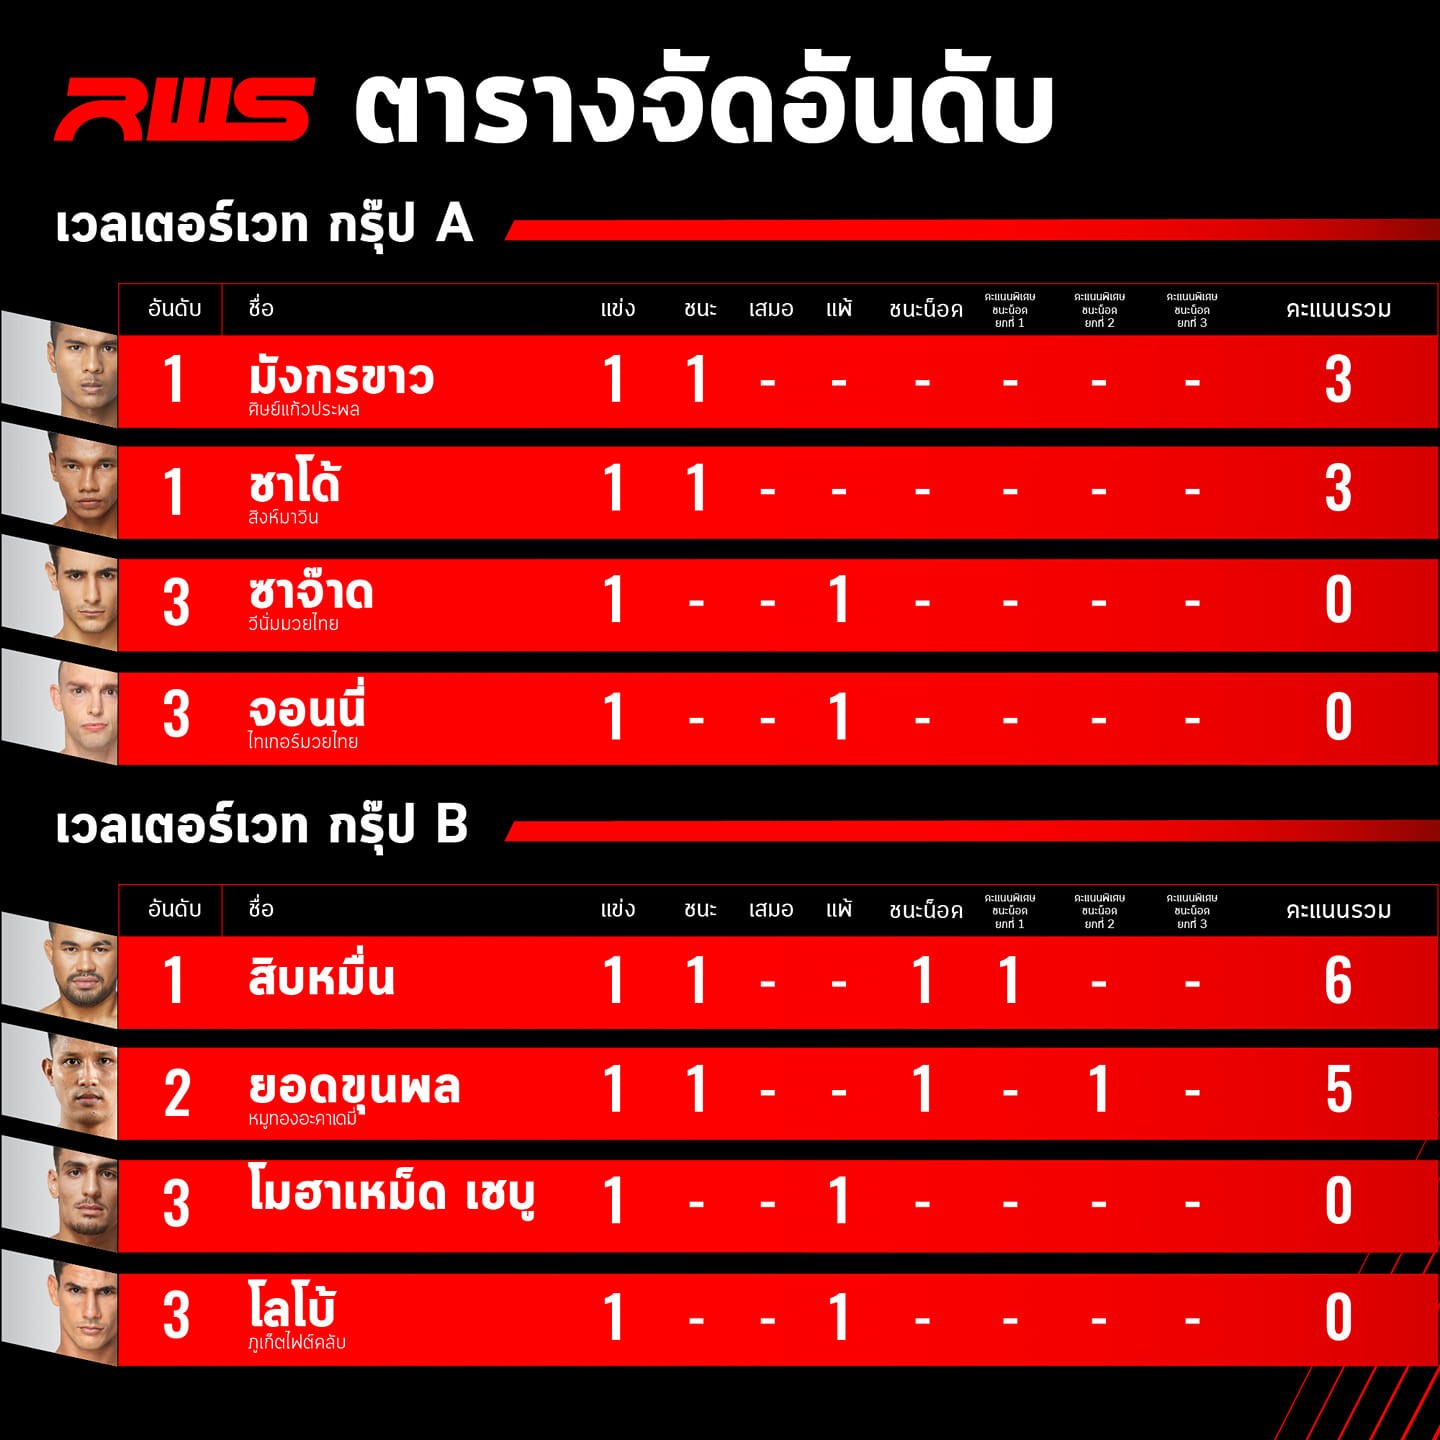 RWS ตารางจัดอันดับ
เวลเตอร์เวท กรุ๊ป A
อันดับ ชื่อ แข่ง ชนะ เสมอ แพ้ ชนะน็อค คะแนนพิเศษ ชนะน็อค ยกที่ 1 คะแนนพิเศษ ชนะน็อค ยกที่ 2 คะแนนพิเศษ ชนะน็อค ยกที่ 3 คะแนนรวม
1 มังกรขาว 1 1 - - - - - - 3
ศิษย์แก้วประพล
1 ซาโด้ 1 1 - - - - - - 3
สิงห์มาวิน
3 ซาจ๊าด 1 - - 1 - - - - 0
วีนั่มมวยไทย
3 จอนนี่ 1 - - 1 - - - - 0
ไทเกอร์มวยไทย
เวลเตอร์เวท กรุ๊ป B
อันดับ ชื่อ แข่ง ชนะ เสมอ แพ้ ชนะน็อค คะแนนพิเศษ ชนะน็อค ยกที่ 1 คะแนนพิเศษ ชนะน็อค ยกที่ 2 คะแนนพิเศษ ชนะน็อค ยกที่ 3 คะแนนรวม
1 สิบหมื่น 1 1 - - 1 1 - - 6
2 ยอดขุนพล 1 1 - - 1 - 1 - 5
หมูทองอะคาเดมี่
3 โมฮาเหม็ด เชบู 1 - - 1 - - - - 0
3 โลโบ้ 1 - - 1 - - - - 0
ภูเก็ตไฟต์คลับ